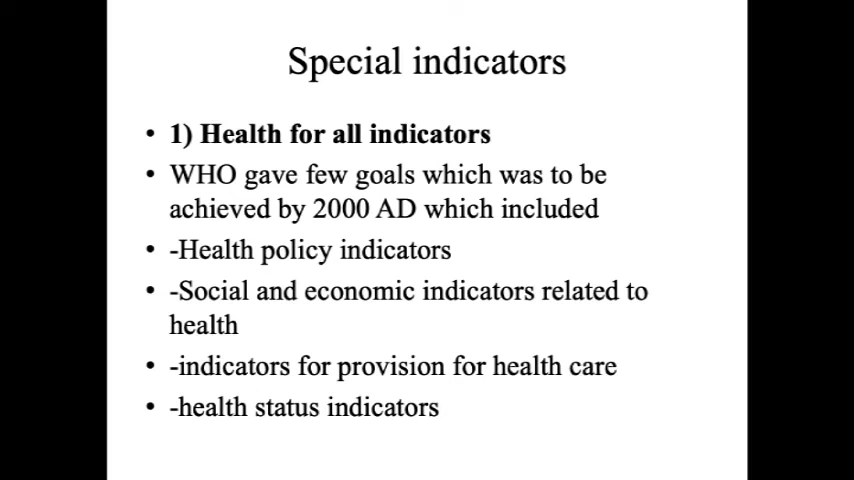 Special indicators
• 1) Health for all indicators
• WHO gave few goals which was to be
achieved by 2000 AD which included
• -Health policy indicators
• -Social and economic indicators related to
health
• -indicators for provision for health care
• -health status indicators